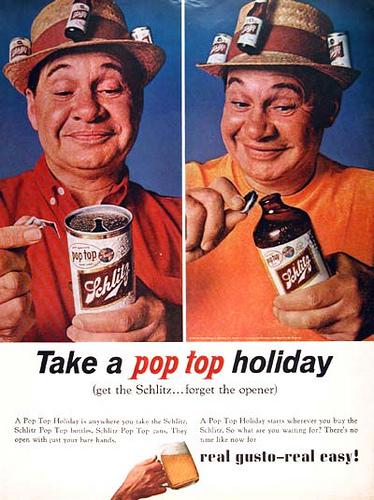 pop top
Schlitz
pop top
Schlitz
Take a pop top holiday
(get the Schlitz...forget the opener)
A Pop Top Holiday is anywhere you take the Schlitz.
Schlitz Pop Top bottles. Schlitz Pop Top cans. They
open with just your bare hands.
A Pop Top Holiday starts wherever you buy the
Schlitz. So what are you waiting for? There's no
time like now for
real gusto–real easy!